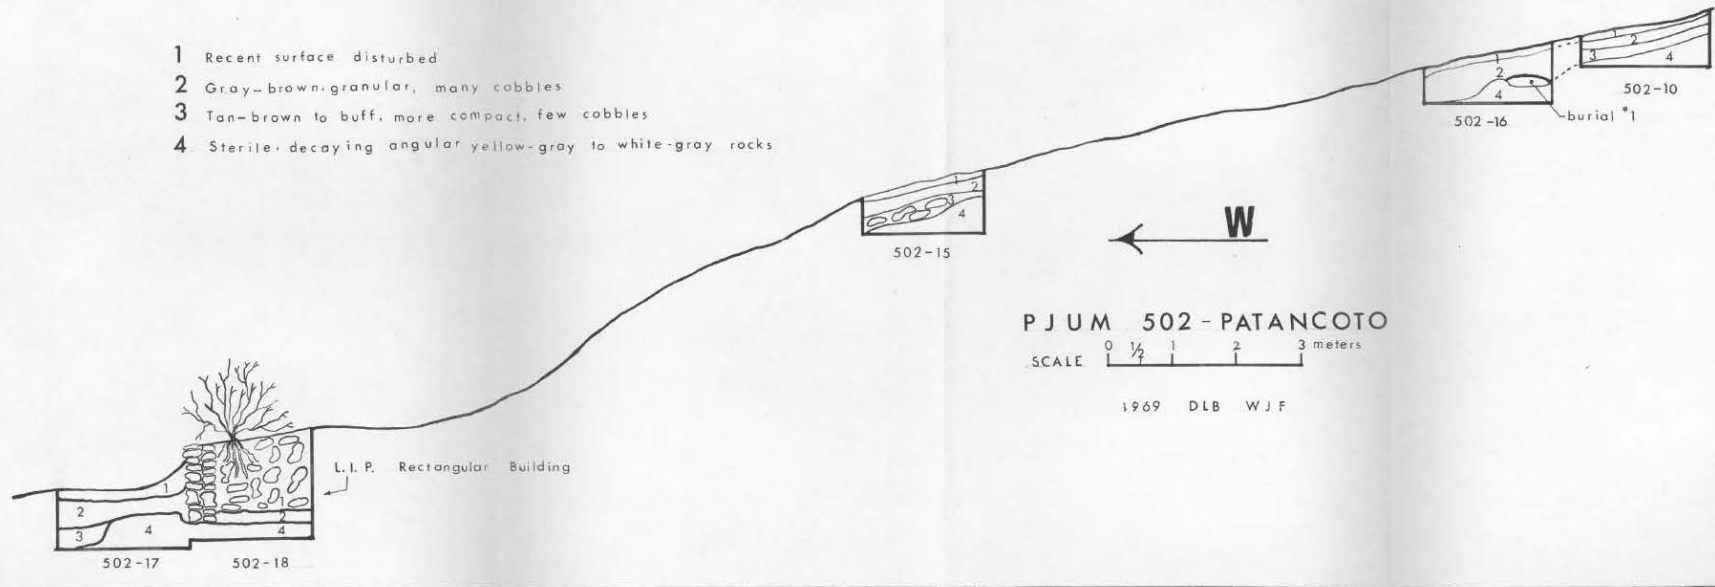 1 Recent surface disturbed
2 Gray-brown, granular, many cobbles
3 Tan-brown to buff, more compact, few cobbles
4 Sterile, decaying angular yellow-gray to white-gray rocks
1
2
3
4
502-10
1
2
4
502-16
burial #1
1
2
3
4
502-15
W
PJUM 502-PATANCOTO
SCALE 0 ½ 1 2 3 meters
1969 DLB WJF
L.I.P. Rectangular Building
1
2
3
4
1
2
4
502-17
502-18